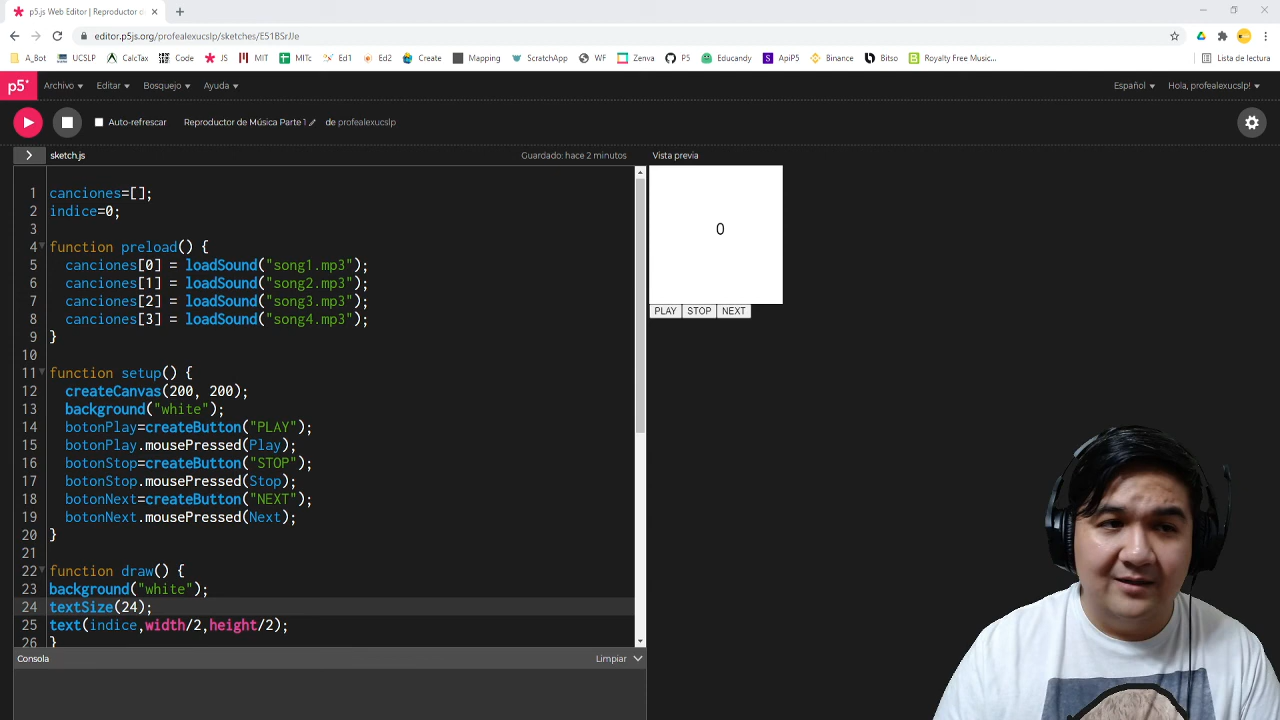 p5.js Web Editor | Reproductor de
editor.p5js.org/profealexucslp/sketches/E51BSrJJe
A_Bot UCSLP CalcTax Code JS MIT MITc Ed1 Ed2 Create Mapping ScratchApp WF Zenva P5 Educandy ApiP5 Binance Bitso Royalty Free Music... Lista de lectura
p5* Archivo Editar Bosquejo Ayuda Español Hola, profealexucslp!
Auto-refrescar Reproductor de Música Parte 1 de profealexucslp
sketch.js Guardado: hace 2 minutos Vista previa
1 canciones=[];
2 indice=0;
3
4 function preload() {
5 canciones[0] = loadSound("song1.mp3");
6 canciones[1] = loadSound("song2.mp3");
7 canciones[2] = loadSound("song3.mp3");
8 canciones[3] = loadSound("song4.mp3");
9 }
10
11 function setup() {
12 createCanvas(200, 200);
13 background("white");
14 botonPlay=createButton("PLAY");
15 botonPlay.mousePressed(Play);
16 botonStop=createButton("STOP");
17 botonStop.mousePressed(Stop);
18 botonNext=createButton("NEXT");
19 botonNext.mousePressed(Next);
20 }
21
22 function draw() {
23 background("white");
24 textSize(24);
25 text(indice,width/2,height/2);
26 }
0
PLAY STOP NEXT
Consola Limpiar